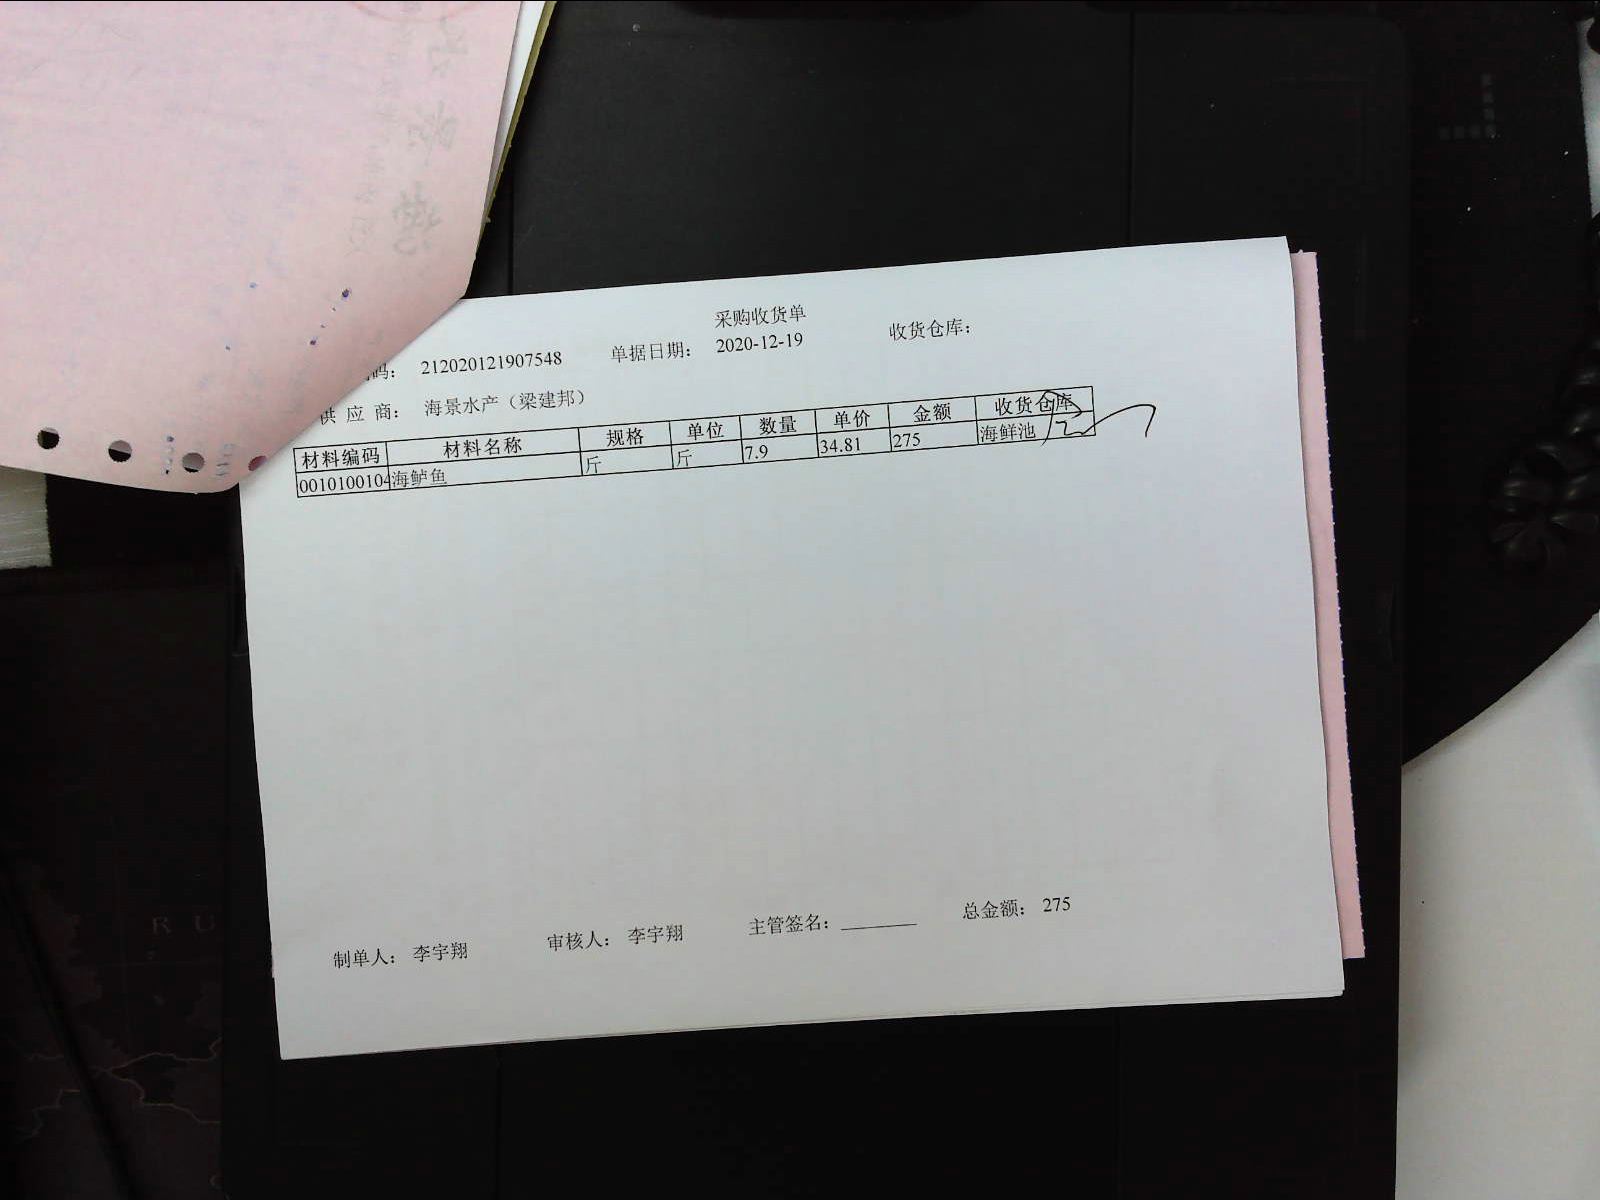 采购收货单
码： 212020121907548 单据日期： 2020-12-19 收货仓库：
供 应 商： 海景水产（梁建邦）
材料编码 材料名称 规格 单位 数量 单价 金额 收货仓库
0010100104 海鲈鱼 斤 斤 7.9 34.81 275 海鲜池
制单人： 李宇翔 审核人： 李宇翔 主管签名： 总金额： 275